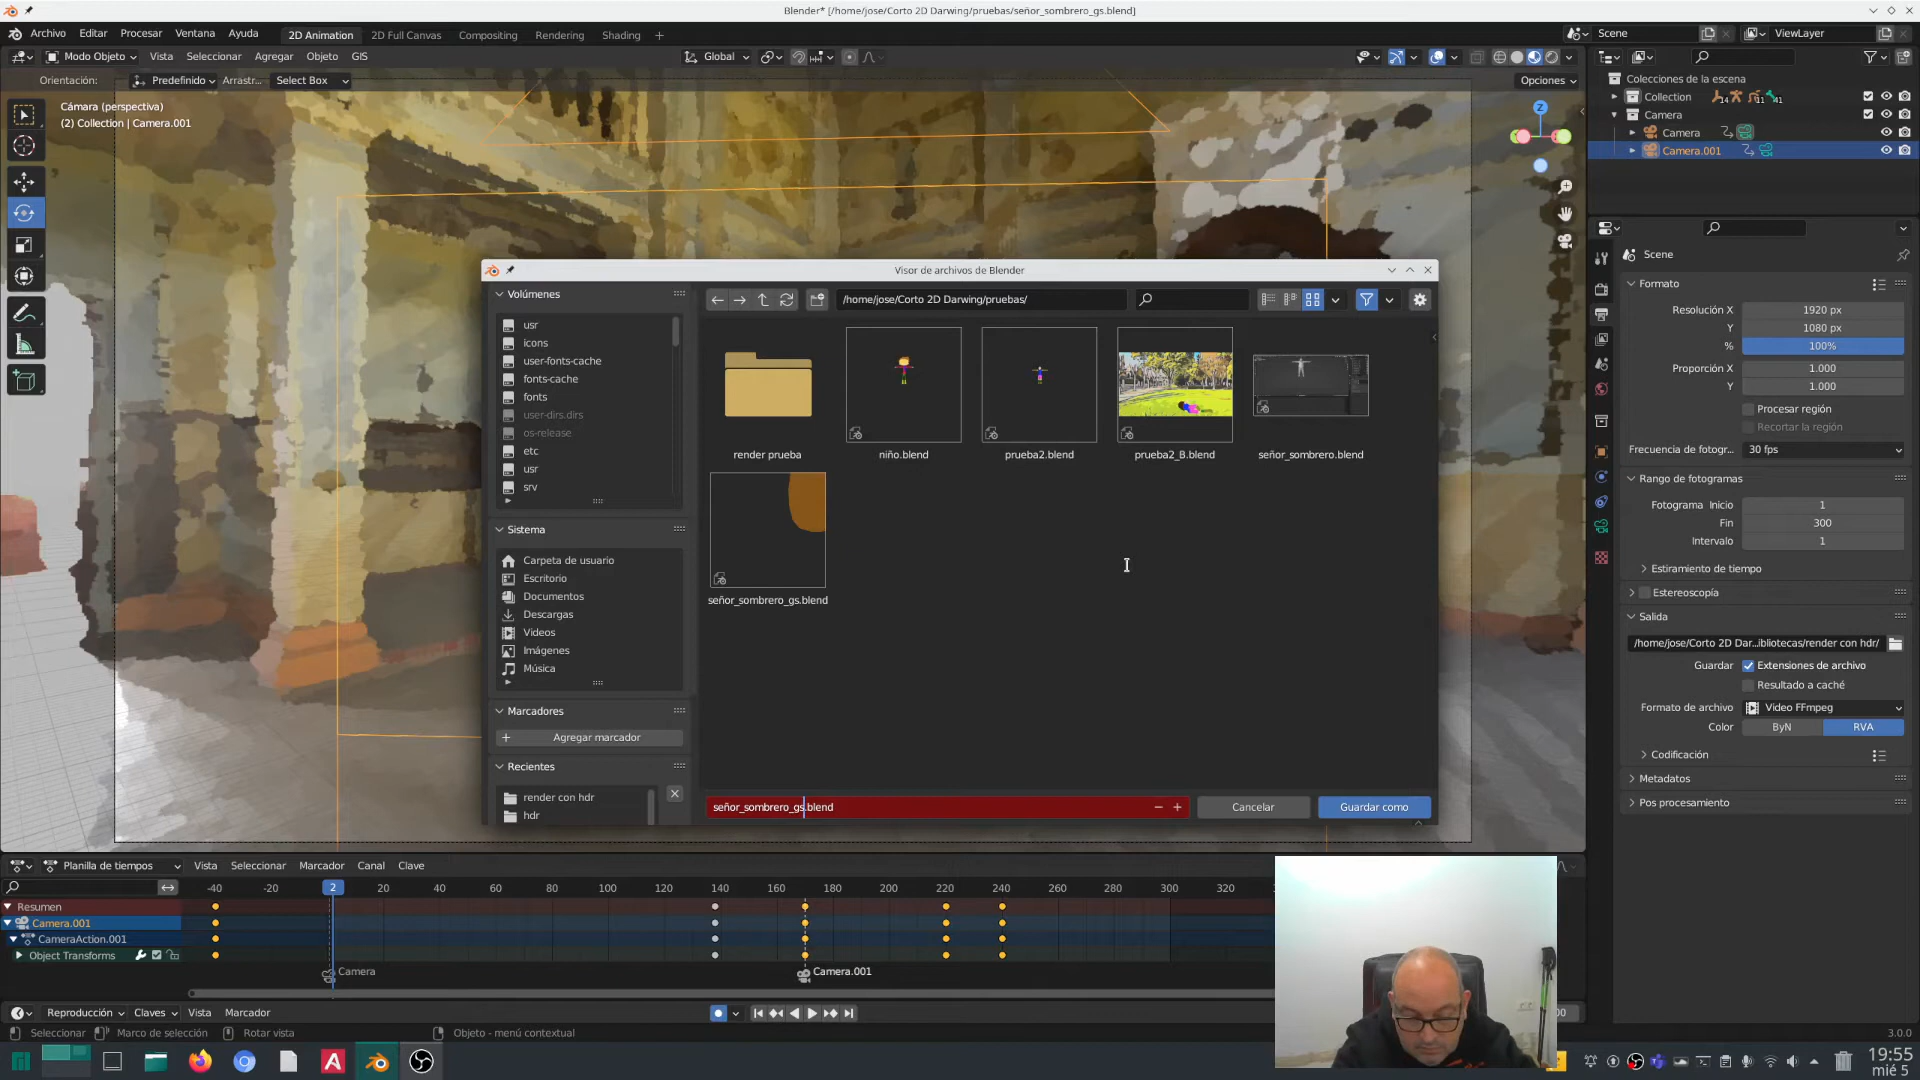 Blender* [/home/jose/Corto 2D Darwing/pruebas/señor_sombrero_gs.blend]
Archivo Editar Procesar Ventana Ayuda 2D Animation 2D Full Canvas Compositing Rendering Shading + Scene ViewLayer
Modo Objeto Vista Seleccionar Agregar Objeto GIS Global
Orientación: Predefinido Arrastr... Select Box Opciones
Cámara (perspectiva)
(2) Collection | Camera.001
Z
Colecciones de la escena
Collection 14 11 41
Camera
Camera
Camera.001
Scene
Formato
Resolución X 1920 px
Y 1080 px
% 100%
Proporción X 1.000
Y 1.000
Procesar región
Recortar la región
Frecuencia de fotogr... 30 fps
Rango de fotogramas
Fotograma Inicio 1
Fin 300
Intervalo 1
Estiramiento de tiempo
Estereoscopía
Salida
/home/jose/Corto 2D Dar...ibliotecas/render con hdr/
Guardar Extensiones de archivo
Resultado a caché
Formato de archivo Video FFmpeg
Color ByN RVA
Codificación
Metadatos
Pos procesamiento
Visor de archivos de Blender
Volúmenes
usr
icons
user-fonts-cache
fonts-cache
fonts
user-dirs.dirs
os-release
etc
usr
srv
Sistema
Carpeta de usuario
Escritorio
Documentos
Descargas
Videos
Imágenes
Música
Marcadores
+ Agregar marcador
Recientes
render con hdr
hdr
/home/jose/Corto 2D Darwing/pruebas/
render prueba niño.blend prueba2.blend prueba2_B.blend señor_sombrero.blend
señor_sombrero_gs.blend
señor_sombrero_gs.blend − + Cancelar Guardar como
Planilla de tiempos Vista Seleccionar Marcador Canal Clave
-40 -20 2 20 40 60 80 100 120 140 160 180 200 220 240 260 280 300 320
Resumen
Camera.001
CameraAction.001
Object Transforms
Camera Camera.001
Reproducción Claves Vista Marcador 00
Seleccionar Marco de selección Rotar vista Objeto - menú contextual 3.0.0
19:55
mié 5